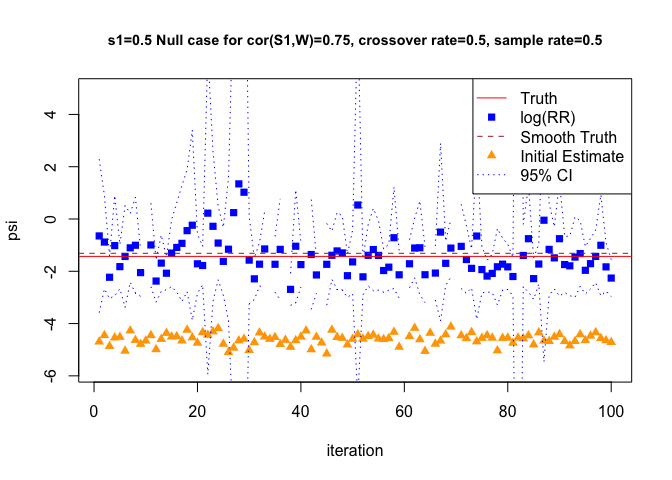 s1=0.5 Null case for cor(S1,W)=0.75, crossover rate=0.5, sample rate=0.5
Truth
log(RR)
Smooth Truth
Initial Estimate
95% CI
psi
4
2
0
-2
-4
-6
0 20 40 60 80 100
iteration